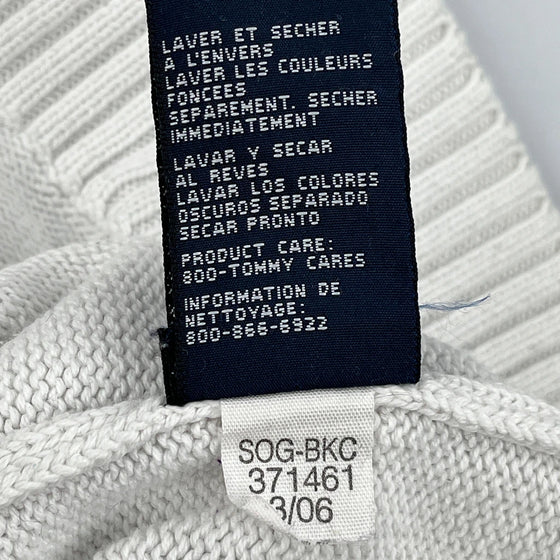 LAVER ET SECHER
A L'ENVERS
LAVER LES COULEURS
FONCEES
SEPAREMENT. SECHER
IMMEDIATEMENT
LAVAR Y SECAR
AL REVES
LAVAR LOS COLORES
OSCUROS SEPARADO
SECAR PRONTO
PRODUCT CARE:
800-TOMMY CARES
INFORMATION DE
NETTOYAGE:
800-866-6922
SOG-BKC
371461
3/06